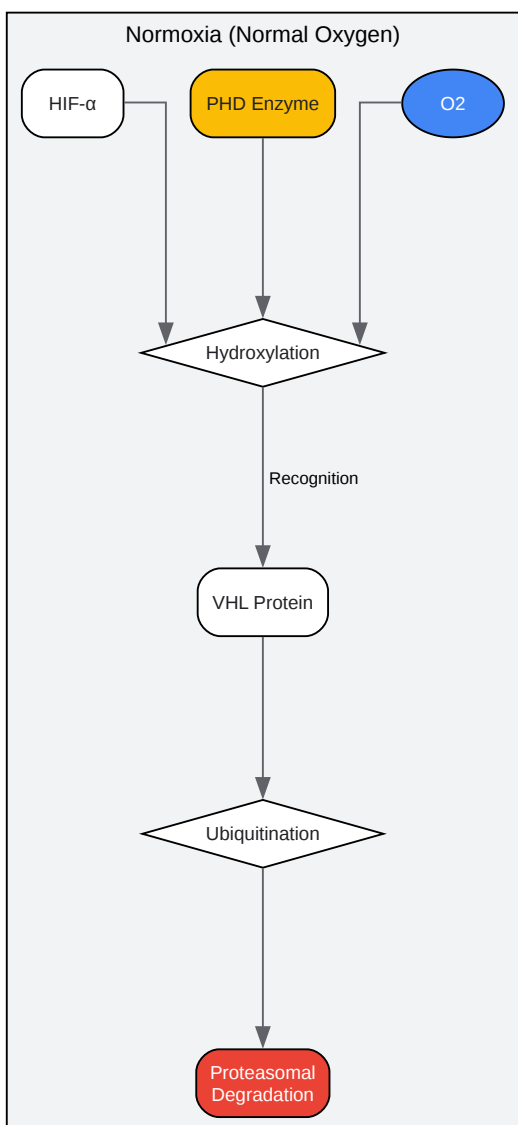 Normoxia (Normal Oxygen)
HIF-α
PHD Enzyme
O2
Hydroxylation
Recognition
VHL Protein
Ubiquitination
Proteasomal
Degradation